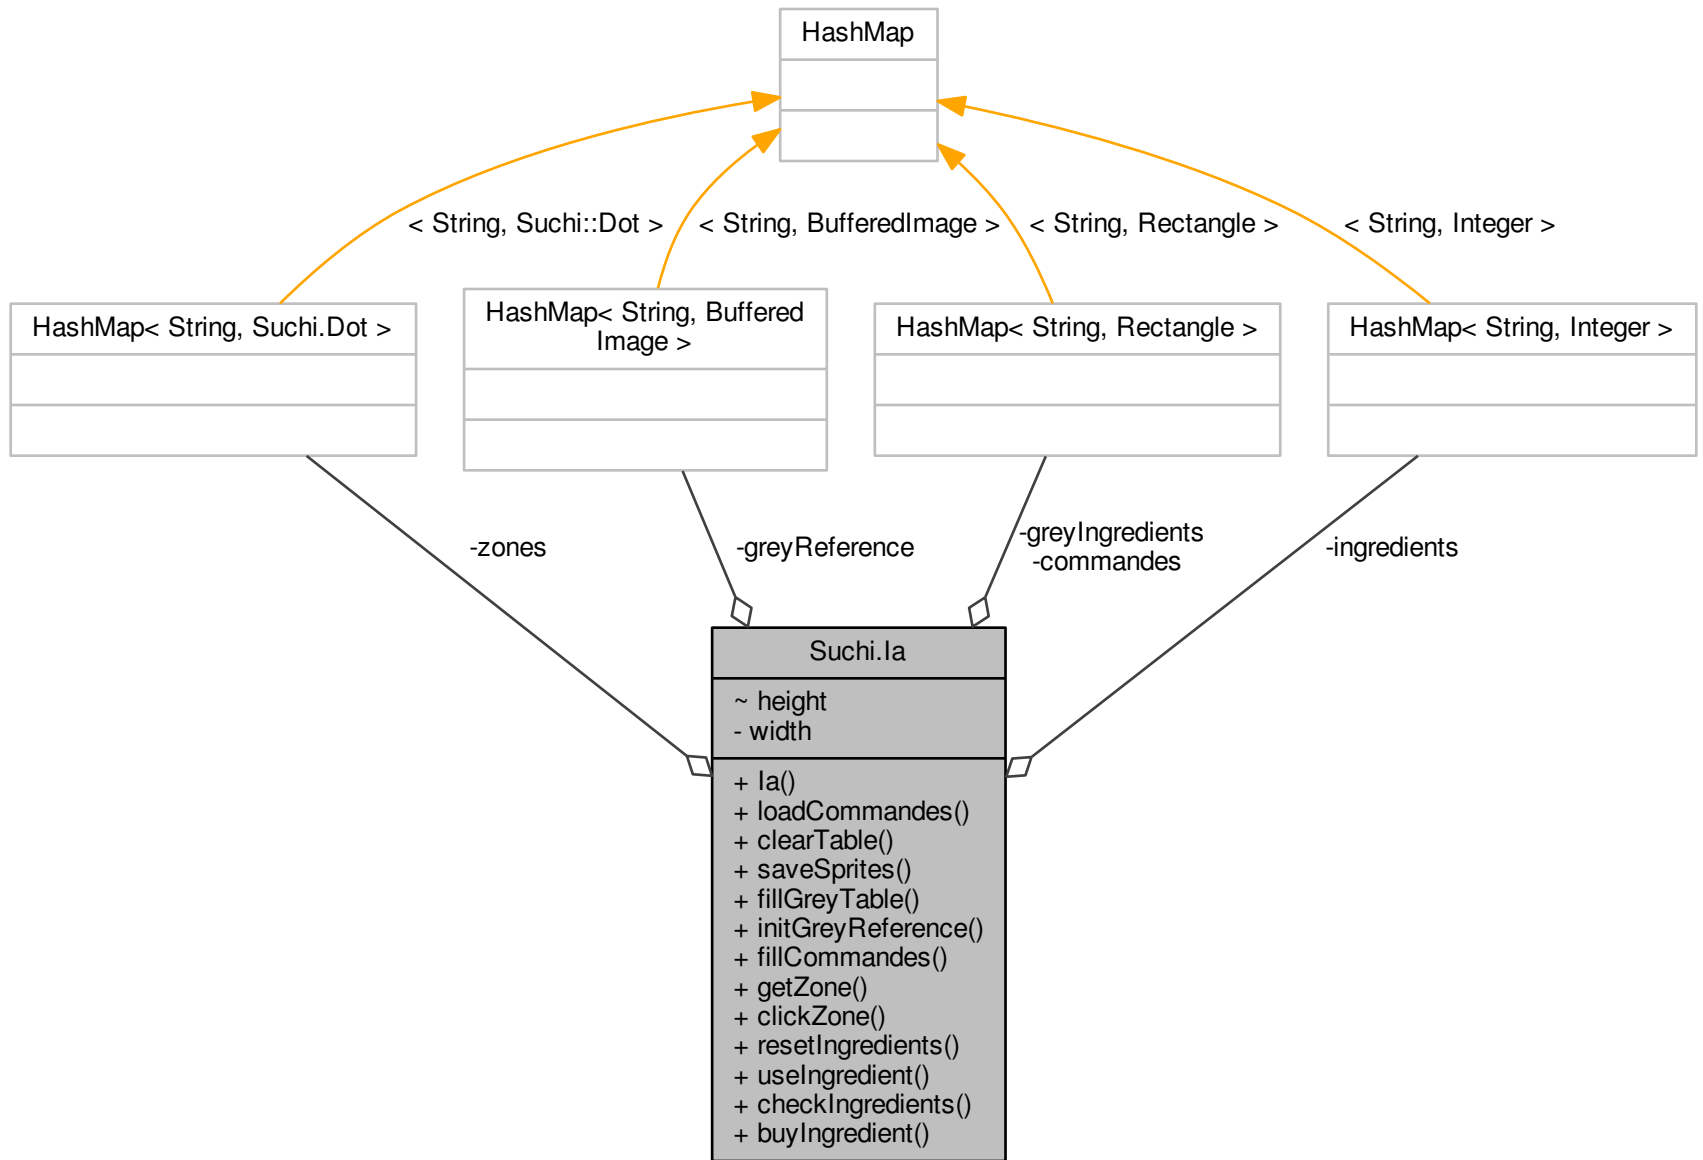 HashMap
< String, Suchi::Dot >
< String, BufferedImage >
< String, Rectangle >
< String, Integer >
HashMap< String, Suchi.Dot >
HashMap< String, Buffered
Image >
HashMap< String, Rectangle >
HashMap< String, Integer >
-zones
-greyReference
-greyIngredients
-commandes
-ingredients
Suchi.Ia
~ height
- width
+ Ia()
+ loadCommandes()
+ clearTable()
+ saveSprites()
+ fillGreyTable()
+ initGreyReference()
+ fillCommandes()
+ getZone()
+ clickZone()
+ resetIngredients()
+ useIngredient()
+ checkIngredients()
+ buyIngredient()